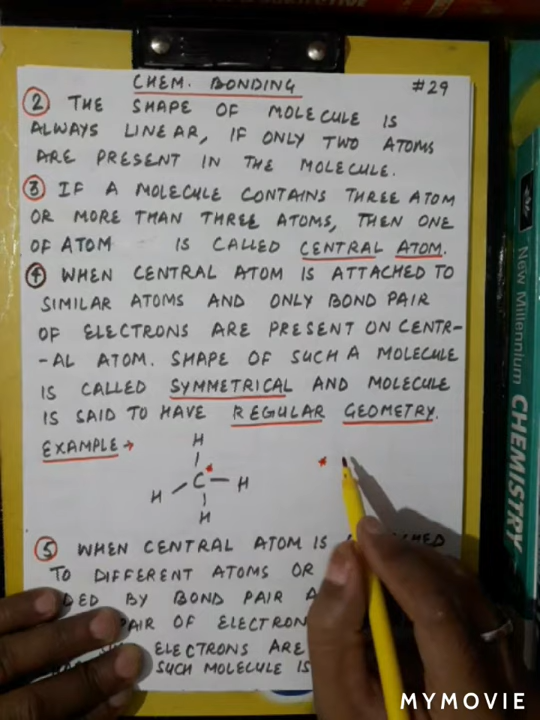 CHEM. BONDING #29
② THE SHAPE OF MOLECULE IS
ALWAYS LINEAR, IF ONLY TWO ATOMS
ARE PRESENT IN THE MOLECULE.
③ IF A MOLECULE CONTAINS THREE ATOM
OR MORE THAN THREE ATOMS, THEN ONE
OF ATOM IS CALLED CENTRAL ATOM.
④ WHEN CENTRAL ATOM IS ATTACHED TO
SIMILAR ATOMS AND ONLY BOND PAIR
OF ELECTRONS ARE PRESENT ON CENTR-
-AL ATOM. SHAPE OF SUCH A MOLECULE
IS CALLED SYMMETRICAL AND MOLECULE
IS SAID TO HAVE REGULAR GEOMETRY.
EXAMPLE →
H
H C H
H
⑤ WHEN CENTRAL ATOM IS
TO DIFFERENT ATOMS OR
BY BOND PAIR
PAIR OF ELECTRON
ELECTRONS ARE
SUCH MOLECULE IS
New Millennium CHEMISTRY
MYMOVIE